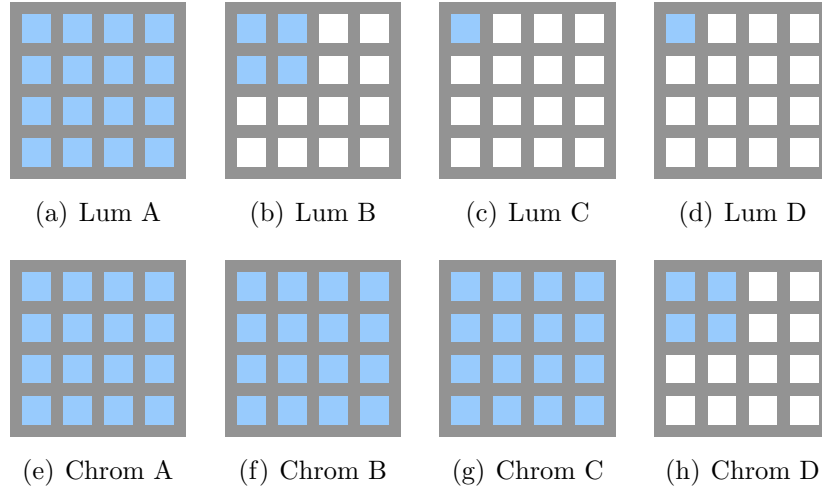 (a) Lum A
(b) Lum B
(c) Lum C
(d) Lum D
(e) Chrom A
(f) Chrom B
(g) Chrom C
(h) Chrom D